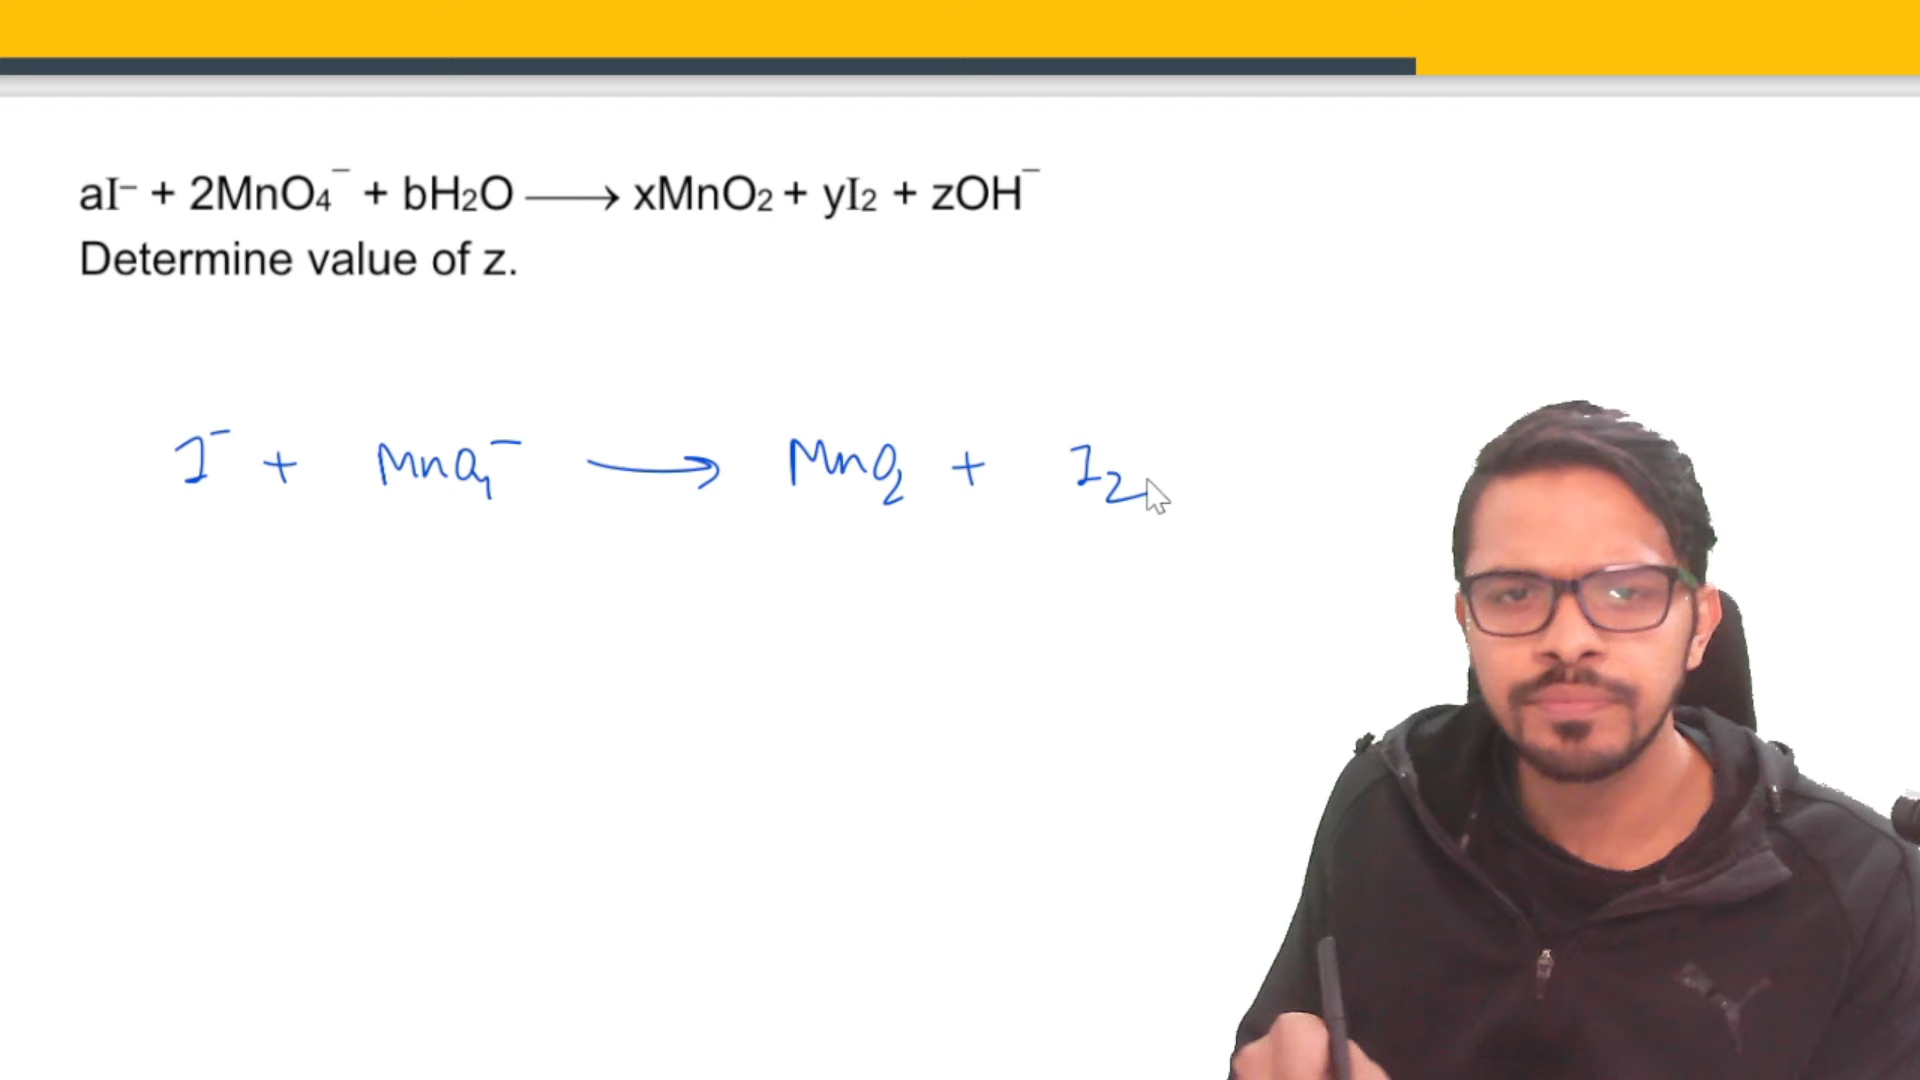 aI⁻ + 2MnO₄⁻ + bH₂O ⟶ xMnO₂ + yI₂ + zOH⁻
Determine value of z.
I⁻ + MnO₄⁻ ⟶ MnO₂ + I₂